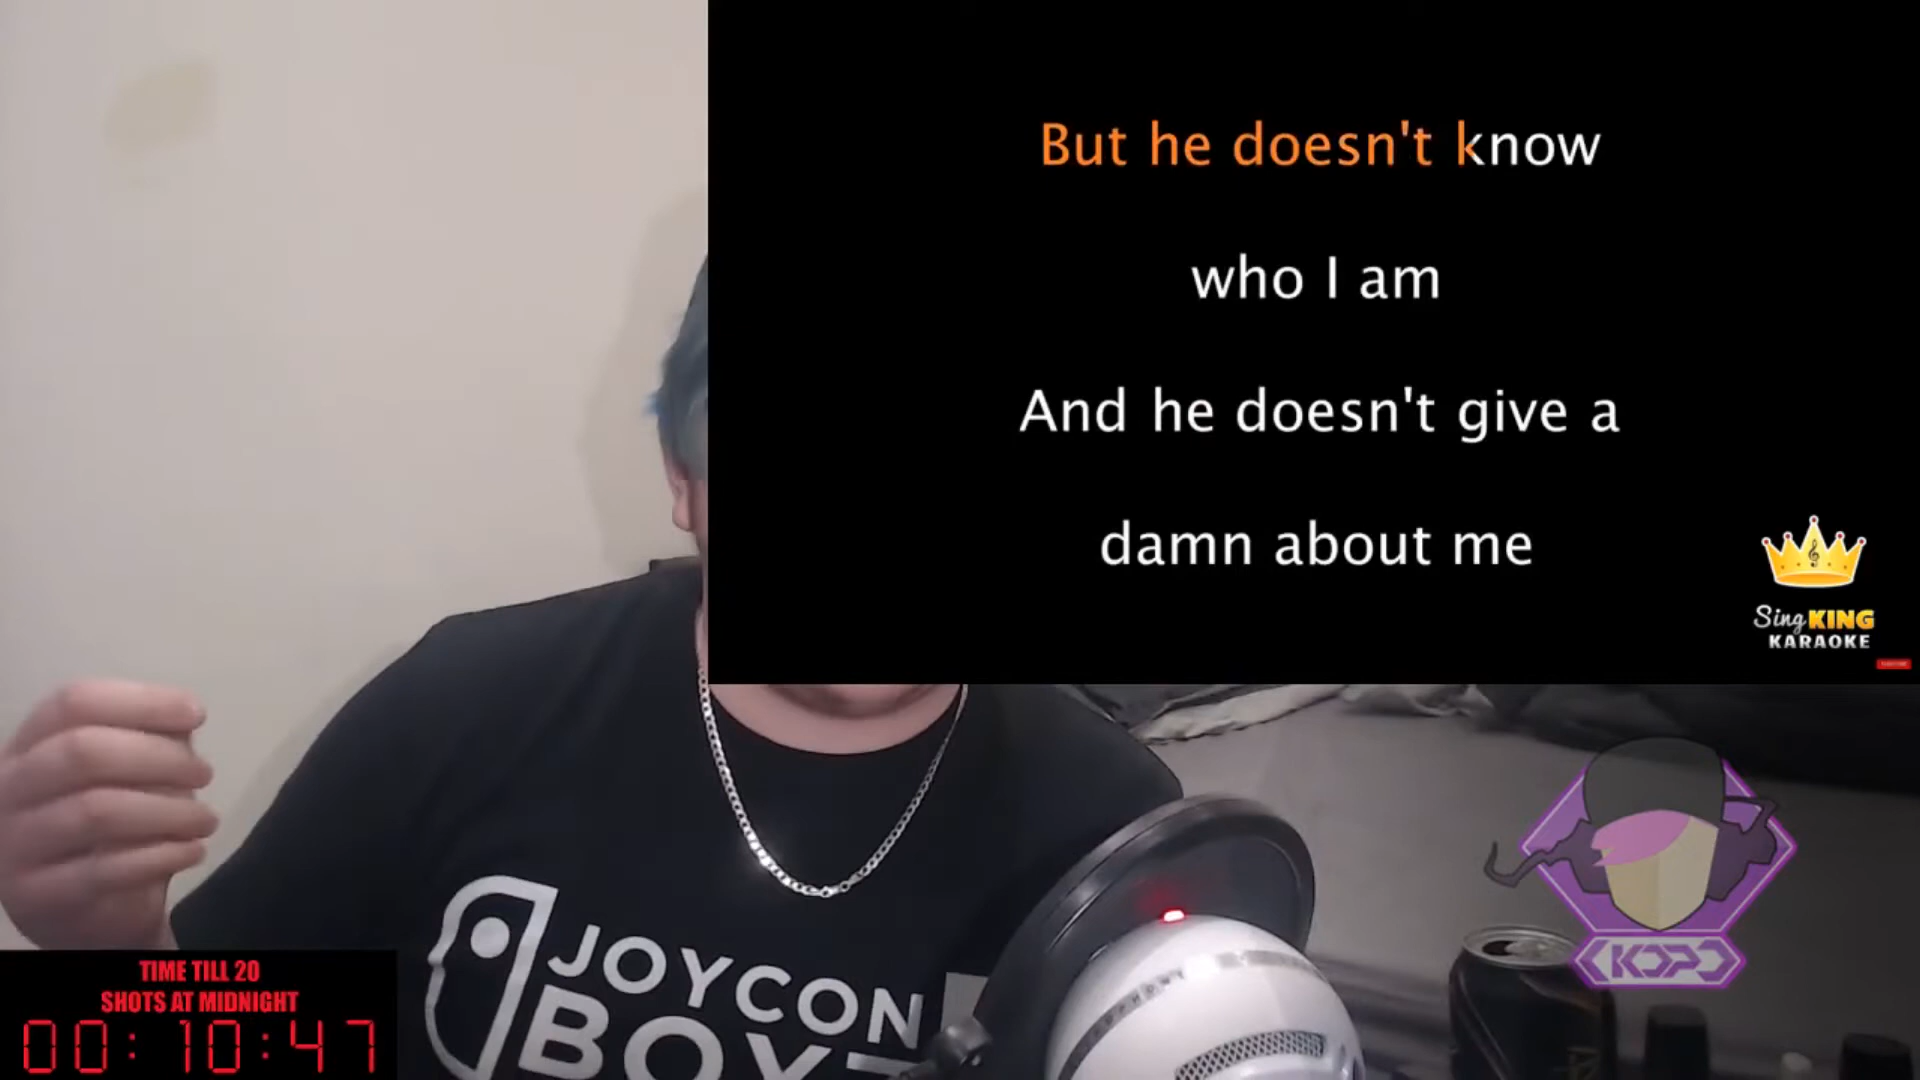 But he doesn't know
who I am
And he doesn't give a
damn about me
Sing KING
KARAOKE
TIME TILL 20
SHOTS AT MIDNIGHT
00:10:47
JOYCON
BOYZ